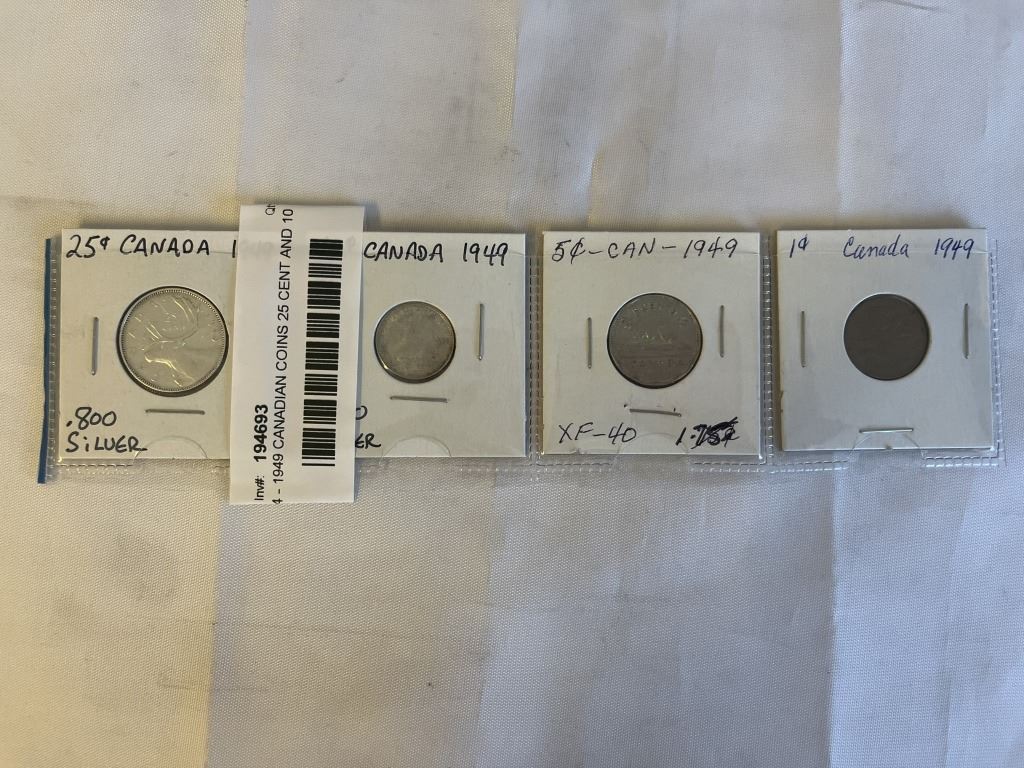 25¢ CANADA 1949
.800
SILVER
Inv#: 194693
4 - 1949 CANADIAN COINS 25 CENT AND 10
CANADA 1949
0
ER
5¢-CAN-1949
XF-40
1¢ Canada 1949